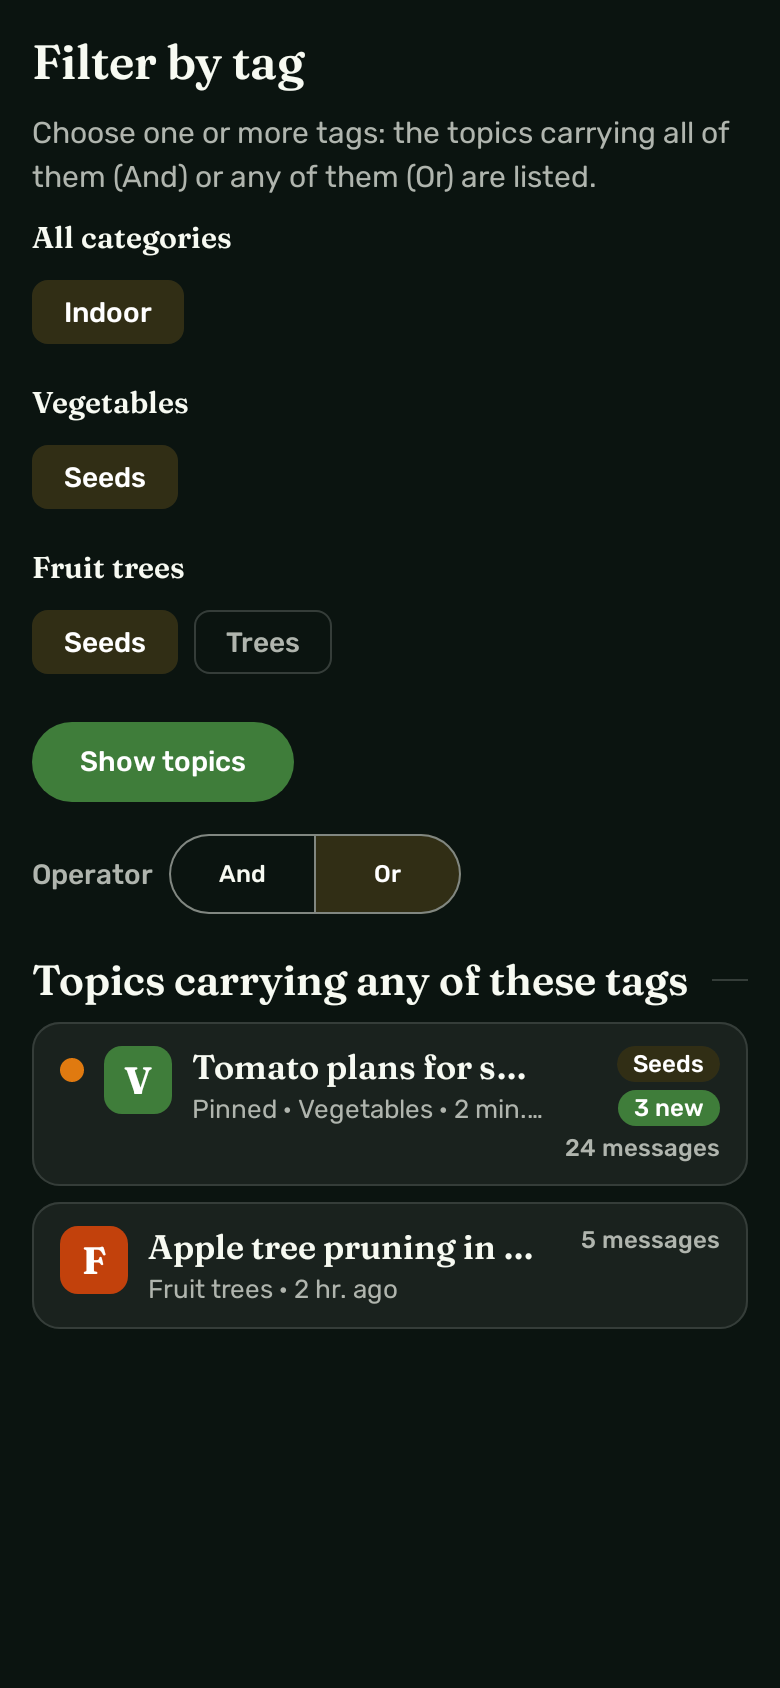 Filter by tag
Choose one or more tags: the topics carrying all of
them (And) or any of them (Or) are listed.
All categories
Indoor
Vegetables
Seeds
Fruit trees
Seeds Trees
Show topics
Operator And Or
Topics carrying any of these tags
V Tomato plans for s... Seeds
Pinned • Vegetables • 2 min.... 3 new
24 messages
F Apple tree pruning in ... 5 messages
Fruit trees • 2 hr. ago